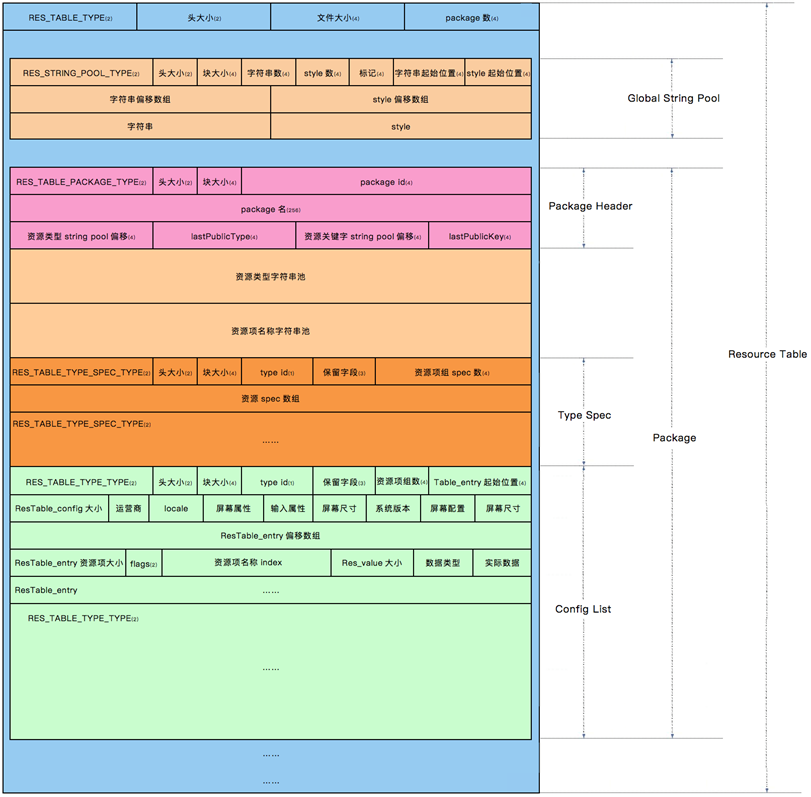 RES_TABLE_TYPE(2) 头大小(2) 文件大小(4) package 数(4)
RES_STRING_POOL_TYPE(2) 头大小(2) 块大小(4) 字符串数(4) style 数(4) 标记(4) 字符串起始位置(4) style 起始位置(4)
字符串偏移数组 style 偏移数组
Global String Pool
字符串 style
RES_TABLE_PACKAGE_TYPE(2) 头大小(2) 块大小(4) package id(4)
package 名(256)
Package Header
资源类型 string pool 偏移(4) lastPublicType(4) 资源关键字 string pool 偏移(4) lastPublicKey(4)
资源类型字符串池
资源项名称字符串池
Resource Table
RES_TABLE_TYPE_SPEC_TYPE(2) 头大小(2) 块大小(4) type id(1) 保留字段(3) 资源项组 spec 数(4)
资源 spec 数组
Type Spec
RES_TABLE_TYPE_SPEC_TYPE(2)
……
Package
RES_TABLE_TYPE_TYPE(2) 头大小(2) 块大小(4) type id(1) 保留字段(3) 资源项组数(4) Table_entry 起始位置(4)
ResTable_config 大小 运营商 locale 屏幕属性 输入属性 屏幕尺寸 系统版本 屏幕配置 屏幕尺寸
ResTable_entry 偏移数组
ResTable_entry 资源项大小 flags(2) 资源项名称 index Res_value 大小 数据类型 实际数据
ResTable_entry ……
Config List
RES_TABLE_TYPE_TYPE(2)
……
……
……